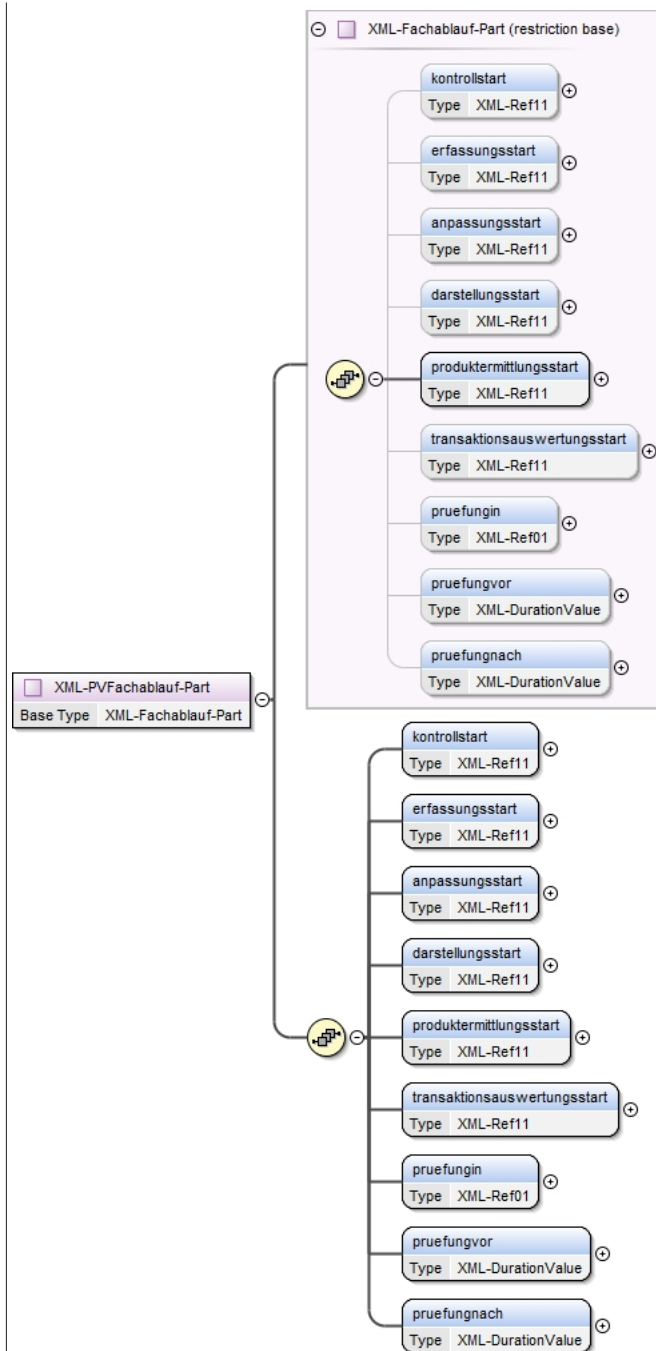 XML-Fachablauf-Part (restriction base)
kontrollstart
Type XML-Ref11
erfassungsstart
Type XML-Ref11
anpassungsstart
Type XML-Ref11
darstellungsstart
Type XML-Ref11
produktermittlungsstart
Type XML-Ref11
transaktionsauswertungsstart
Type XML-Ref11
pruefungin
Type XML-Ref01
pruefungvor
Type XML-DurationValue
pruefungnach
Type XML-DurationValue
XML-PVFachablauf-Part
Base Type XML-Fachablauf-Part
kontrollstart
Type XML-Ref11
erfassungsstart
Type XML-Ref11
anpassungsstart
Type XML-Ref11
darstellungsstart
Type XML-Ref11
produktermittlungsstart
Type XML-Ref11
transaktionsauswertungsstart
Type XML-Ref11
pruefungin
Type XML-Ref01
pruefungvor
Type XML-DurationValue
pruefungnach
Type XML-DurationValue